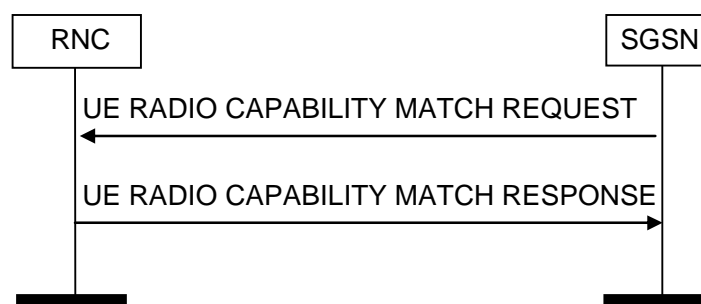 RNC
SGSN
UE RADIO CAPABILITY MATCH REQUEST
UE RADIO CAPABILITY MATCH RESPONSE